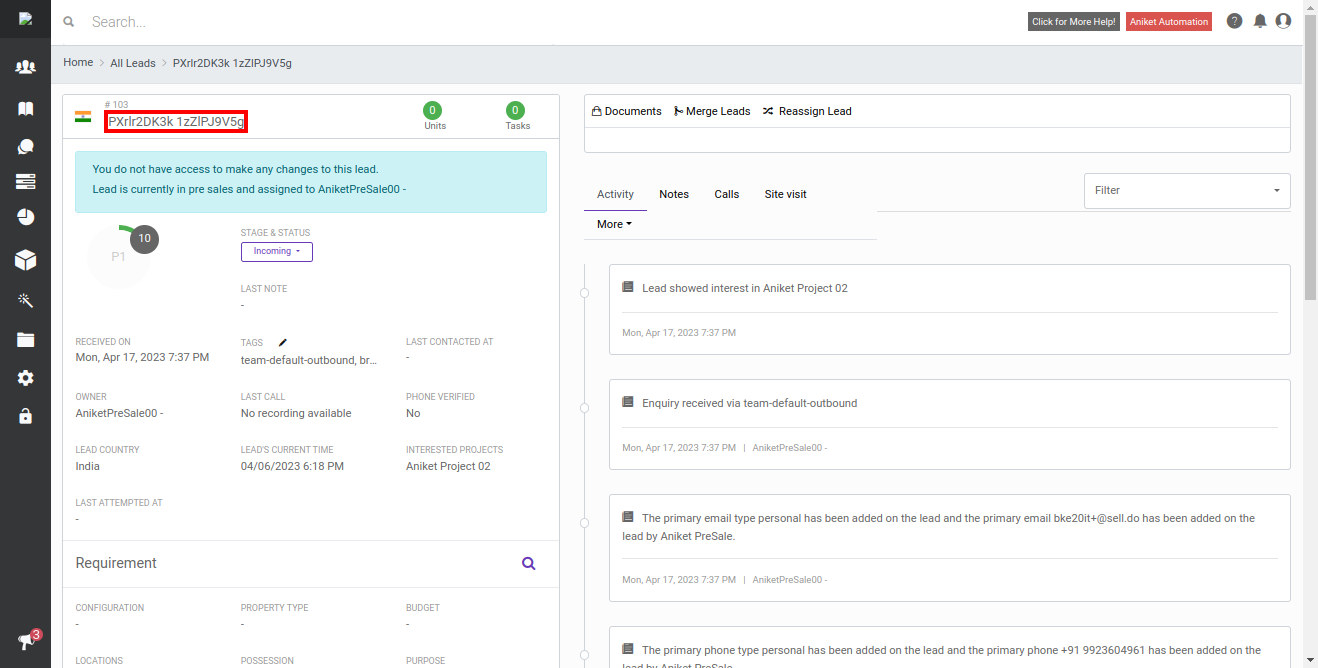 Search...
Click for More Help!
Aniket Automation
Home
All Leads
PXrlr2DK3k 1zZlPJ9V5g
# 103
PXrlr2DK3k 1zZlPJ9V5g
0
Units
0
Tasks
You do not have access to make any changes to this lead.
Lead is currently in pre sales and assigned to AniketPreSale00 -
P1
10
STAGE & STATUS
Incoming
LAST NOTE
-
RECEIVED ON
Mon, Apr 17, 2023 7:37 PM
TAGS
team-default-outbound, br...
LAST CONTACTED AT
-
OWNER
AniketPreSale00 -
LAST CALL
No recording available
PHONE VERIFIED
No
LEAD COUNTRY
India
LEAD'S CURRENT TIME
04/06/2023 6:18 PM
INTERESTED PROJECTS
Aniket Project 02
LAST ATTEMPTED AT
-
Requirement
CONFIGURATION
-
PROPERTY TYPE
-
BUDGET
-
LOCATIONS
POSSESSION
PURPOSE
3
Documents
Merge Leads
Reassign Lead
Activity
Notes
Calls
Site visit
More
Filter
Lead showed interest in Aniket Project 02
Mon, Apr 17, 2023 7:37 PM
Enquiry received via team-default-outbound
Mon, Apr 17, 2023 7:37 PM | AniketPreSale00 -
The primary email type personal has been added on the lead and the primary email bke20it+@sell.do has been added on the
lead by Aniket PreSale.
Mon, Apr 17, 2023 7:37 PM | AniketPreSale00 -
The primary phone type personal has been added on the lead and the primary phone +91 9923604961 has been added on the
lead by Aniket PreSale.